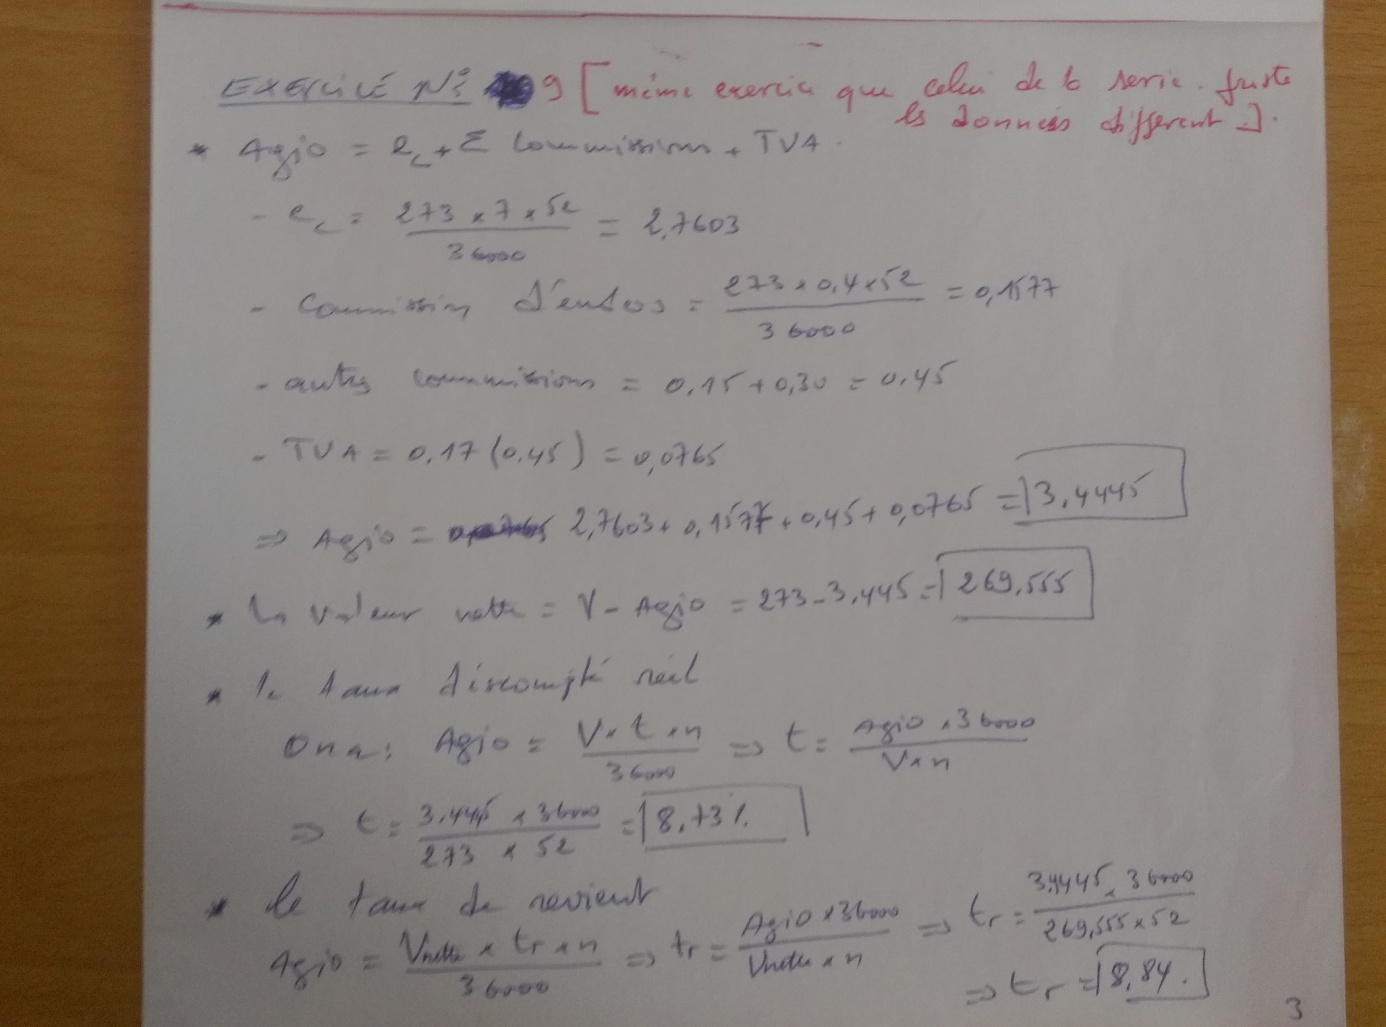 EXERCICE N° 9 [même exercice que celui de la serie. juste
les données different].
* Agio = ec + Σ Commissions + TVA.
- ec = 273 x 7 x 52 / 36000 = 2,7603
- Commission d'endos = 273 x 0,4 x 52 / 36000 = 0,1577
- autres commissions = 0,15 + 0,30 = 0,45
- TVA = 0,17 (0,45) = 0,0765
=> Agio = 2,7603 + 0,1577 + 0,45 + 0,0765 = 3,4445
* La valeur nette = V - Agio = 273 - 3,445 = 269,555
* le taux d'escompte réel
On a : Agio = V x t x n / 36000 => t = Agio x 36000 / V x n
=> t = 3,445 x 36000 / 273 x 52 = 8,73 %
* le taux de revient
Agio = Vnette x tr x n / 36000 => tr = Agio x 36000 / Vnette x n => tr = 3,4445 x 36000 / 269,555 x 52
=> tr = 8,84.
3